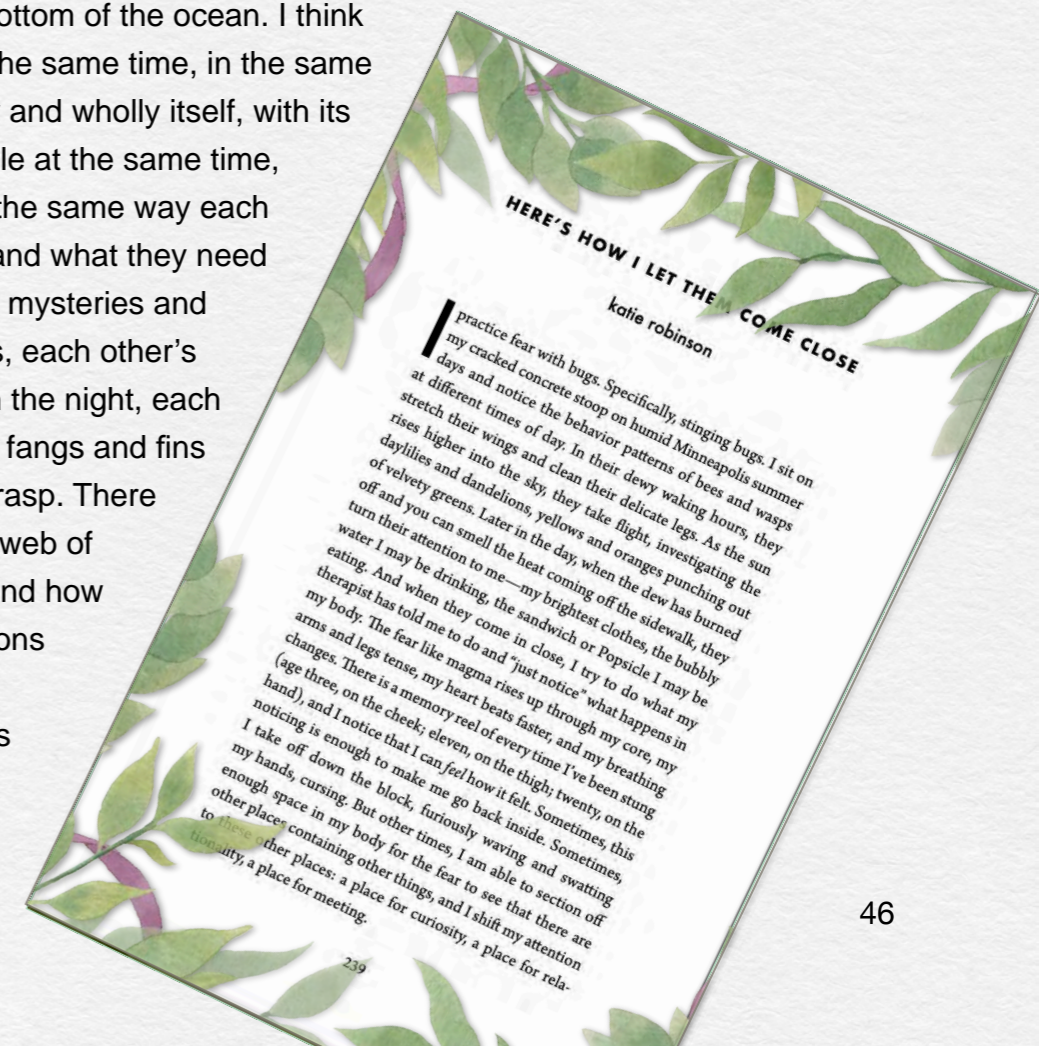 ottom of the ocean. I think
he same time, in the same
and wholly itself, with its
le at the same time,
the same way each
and what they need
mysteries and
s, each other’s
the night, each
fangs and fins
rasp. There
web of
nd how
ons
s
HERE’S HOW I LET THEM COME CLOSE
katie robinson
I practice fear with bugs. Specifically, stinging bugs. I sit on
my cracked concrete stoop on humid Minneapolis summer
days and notice the behavior patterns of bees and wasps
at different times of day. In their dewy waking hours, they
stretch their wings and clean their delicate legs. As the sun
rises higher into the sky, they take flight, investigating the
daylilies and dandelions, yellows and oranges punching out
of velvety greens. Later in the day, when the dew has burned
off and you can smell the heat coming off the sidewalk, they
turn their attention to me—my brightest clothes, the bubbly
water I may be drinking, the sandwich or Popsicle I may be
eating. And when they come in close, I try to do what my
therapist has told me to do and “just notice” what happens in
my body. The fear like magma rises up through my core, my
arms and legs tense, my heart beats faster, and my breathing
changes. There is a memory reel of every time I’ve been stung
(age three, on the cheek; eleven, on the thigh; twenty, on the
hand), and I notice that I can feel how it felt. Sometimes, this
noticing is enough to make me go back inside. Sometimes,
I take off down the block, furiously waving and swatting
my hands, cursing. But other times, I am able to section off
enough space in my body for the fear to see that there are
other places containing other things, and I shift my attention
to these other places: a place for curiosity, a place for rela-
tionality, a place for meeting.
239
46